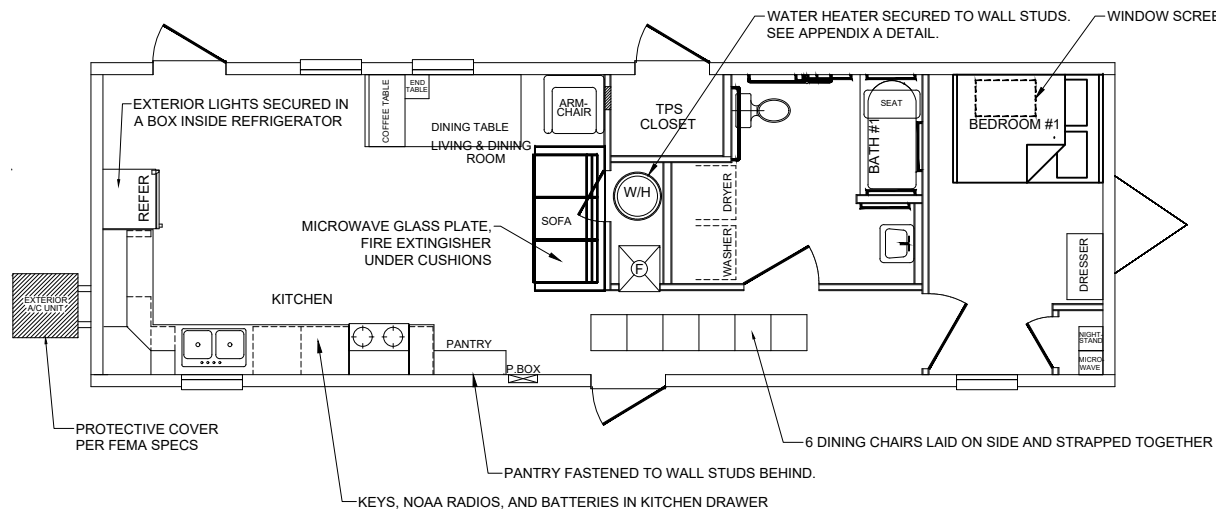 WATER HEATER SECURED TO WALL STUDS.
SEE APPENDIX A DETAIL.
WINDOW SCREE
EXTERIOR LIGHTS SECURED IN
A BOX INSIDE REFRIGERATOR
COFFEE TABLE
END
TABLE
ARM-
CHAIR
DINING TABLE
LIVING & DINING
ROOM
TPS
CLOSET
SEAT
BATH #1
BEDROOM #1
REFER
W/H
DRYER
SOFA
MICROWAVE GLASS PLATE,
FIRE EXTINGISHER
UNDER CUSHIONS
WASHER
F
DRESSER
EXTERIOR
A/C UNIT
KITCHEN
NIGHT-
STAND
MICRO-
WAVE
PANTRY
P.BOX
PROTECTIVE COVER
PER FEMA SPECS
6 DINING CHAIRS LAID ON SIDE AND STRAPPED TOGETHER
PANTRY FASTENED TO WALL STUDS BEHIND.
KEYS, NOAA RADIOS, AND BATTERIES IN KITCHEN DRAWER